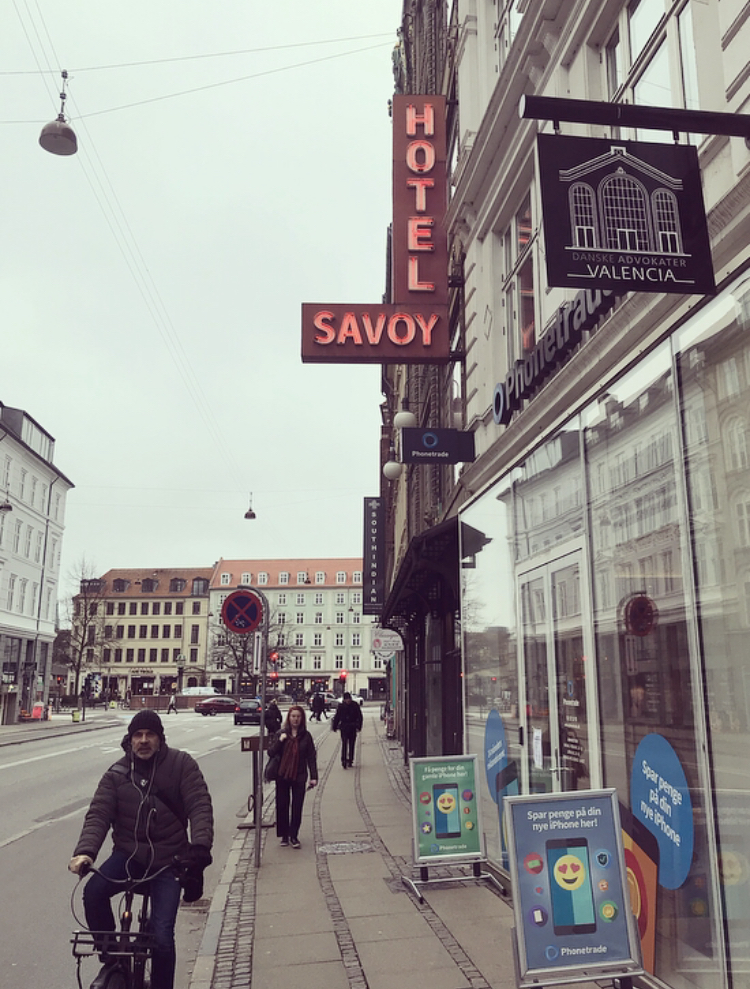 HOTEL
SAVOY
DANSKE ADVOKATER
VALENCIA
Phonetrade
Phonetrade
SOUTHINDIAN
Få penge for din
gamle iPhone her!
Phonetrade
Spar penge på din
nye iPhone her!
Phonetrade
Spar penge
på din
nye iPhone